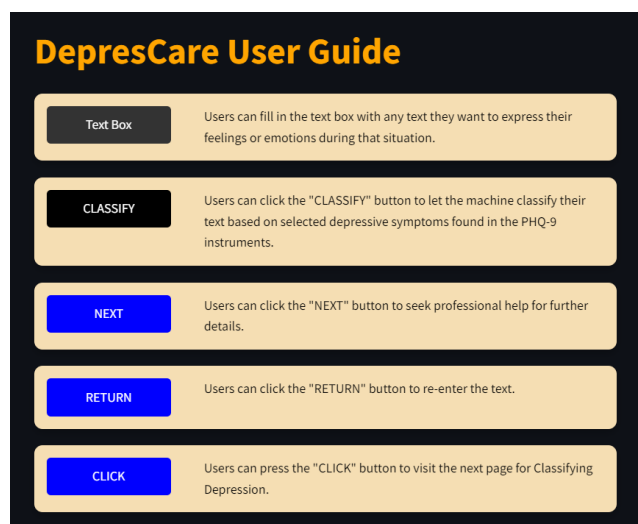 DepresCare User Guide
Text Box
Users can fill in the text box with any text they want to express their
feelings or emotions during that situation.
CLASSIFY
Users can click the "CLASSIFY" button to let the machine classify their
text based on selected depressive symptoms found in the PHQ-9
instruments.
NEXT
Users can click the "NEXT" button to seek professional help for further
details.
RETURN
Users can click the "RETURN" button to re-enter the text.
CLICK
Users can press the "CLICK" button to visit the next page for Classifying
Depression.